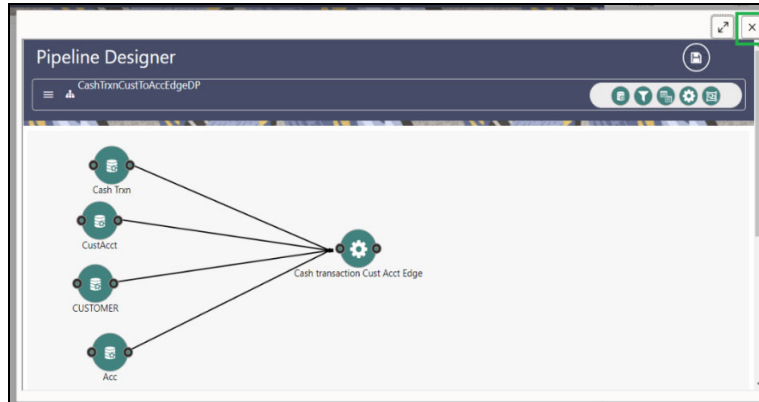 Pipeline Designer
CashTrxnCustToAccEdgeDP
Cash Trxn
CustAcct
Cash transaction Cust Acct Edge
CUSTOMER
Acc